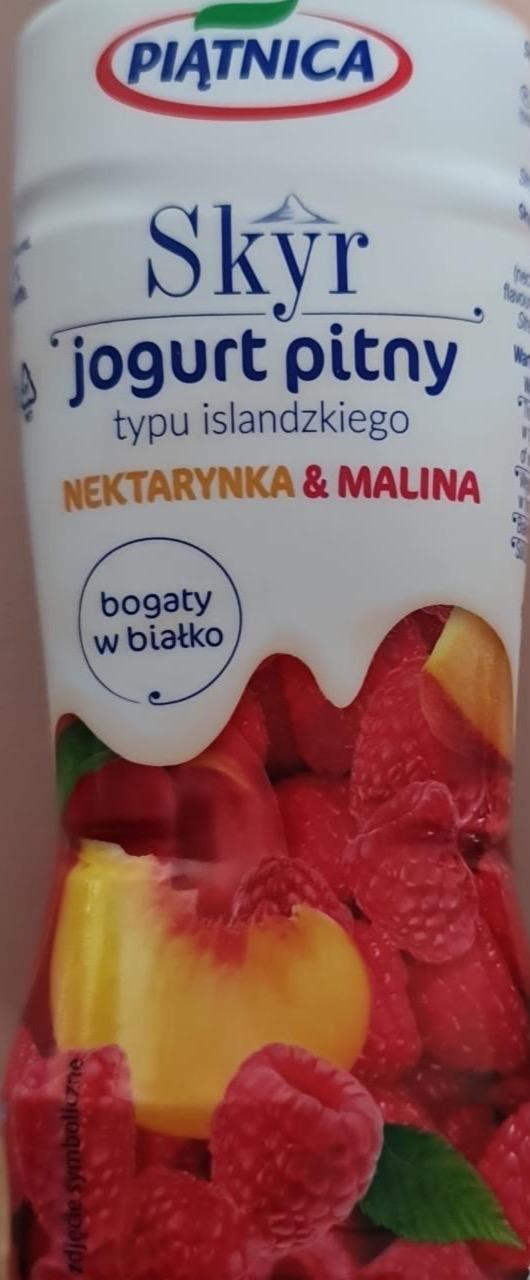 PIĄTNICA
Skyr
jogurt pitny
typu islandzkiego
NEKTARYNKA & MALINA
bogaty
w białko
zdjęcie symboliczne